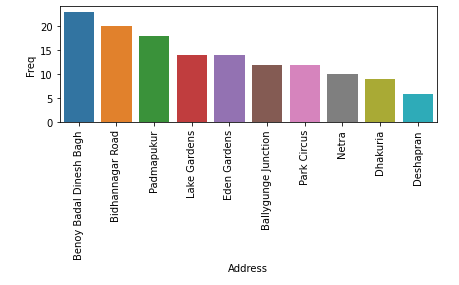 20
15
10
5
0
Freq
Benoy Badal Dinesh Bagh
Bidhannagar Road
Padmapukur
Lake Gardens
Eden Gardens
Ballygunge Junction
Park Circus
Netra
Dhakuria
Deshapran
Address